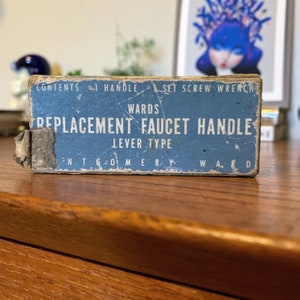 CONTENTS - 1 HANDLE - 1 SET SCREW WRENCH
WARDS
REPLACEMENT FAUCET HANDLE
LEVER TYPE
NTGOMERY WARD